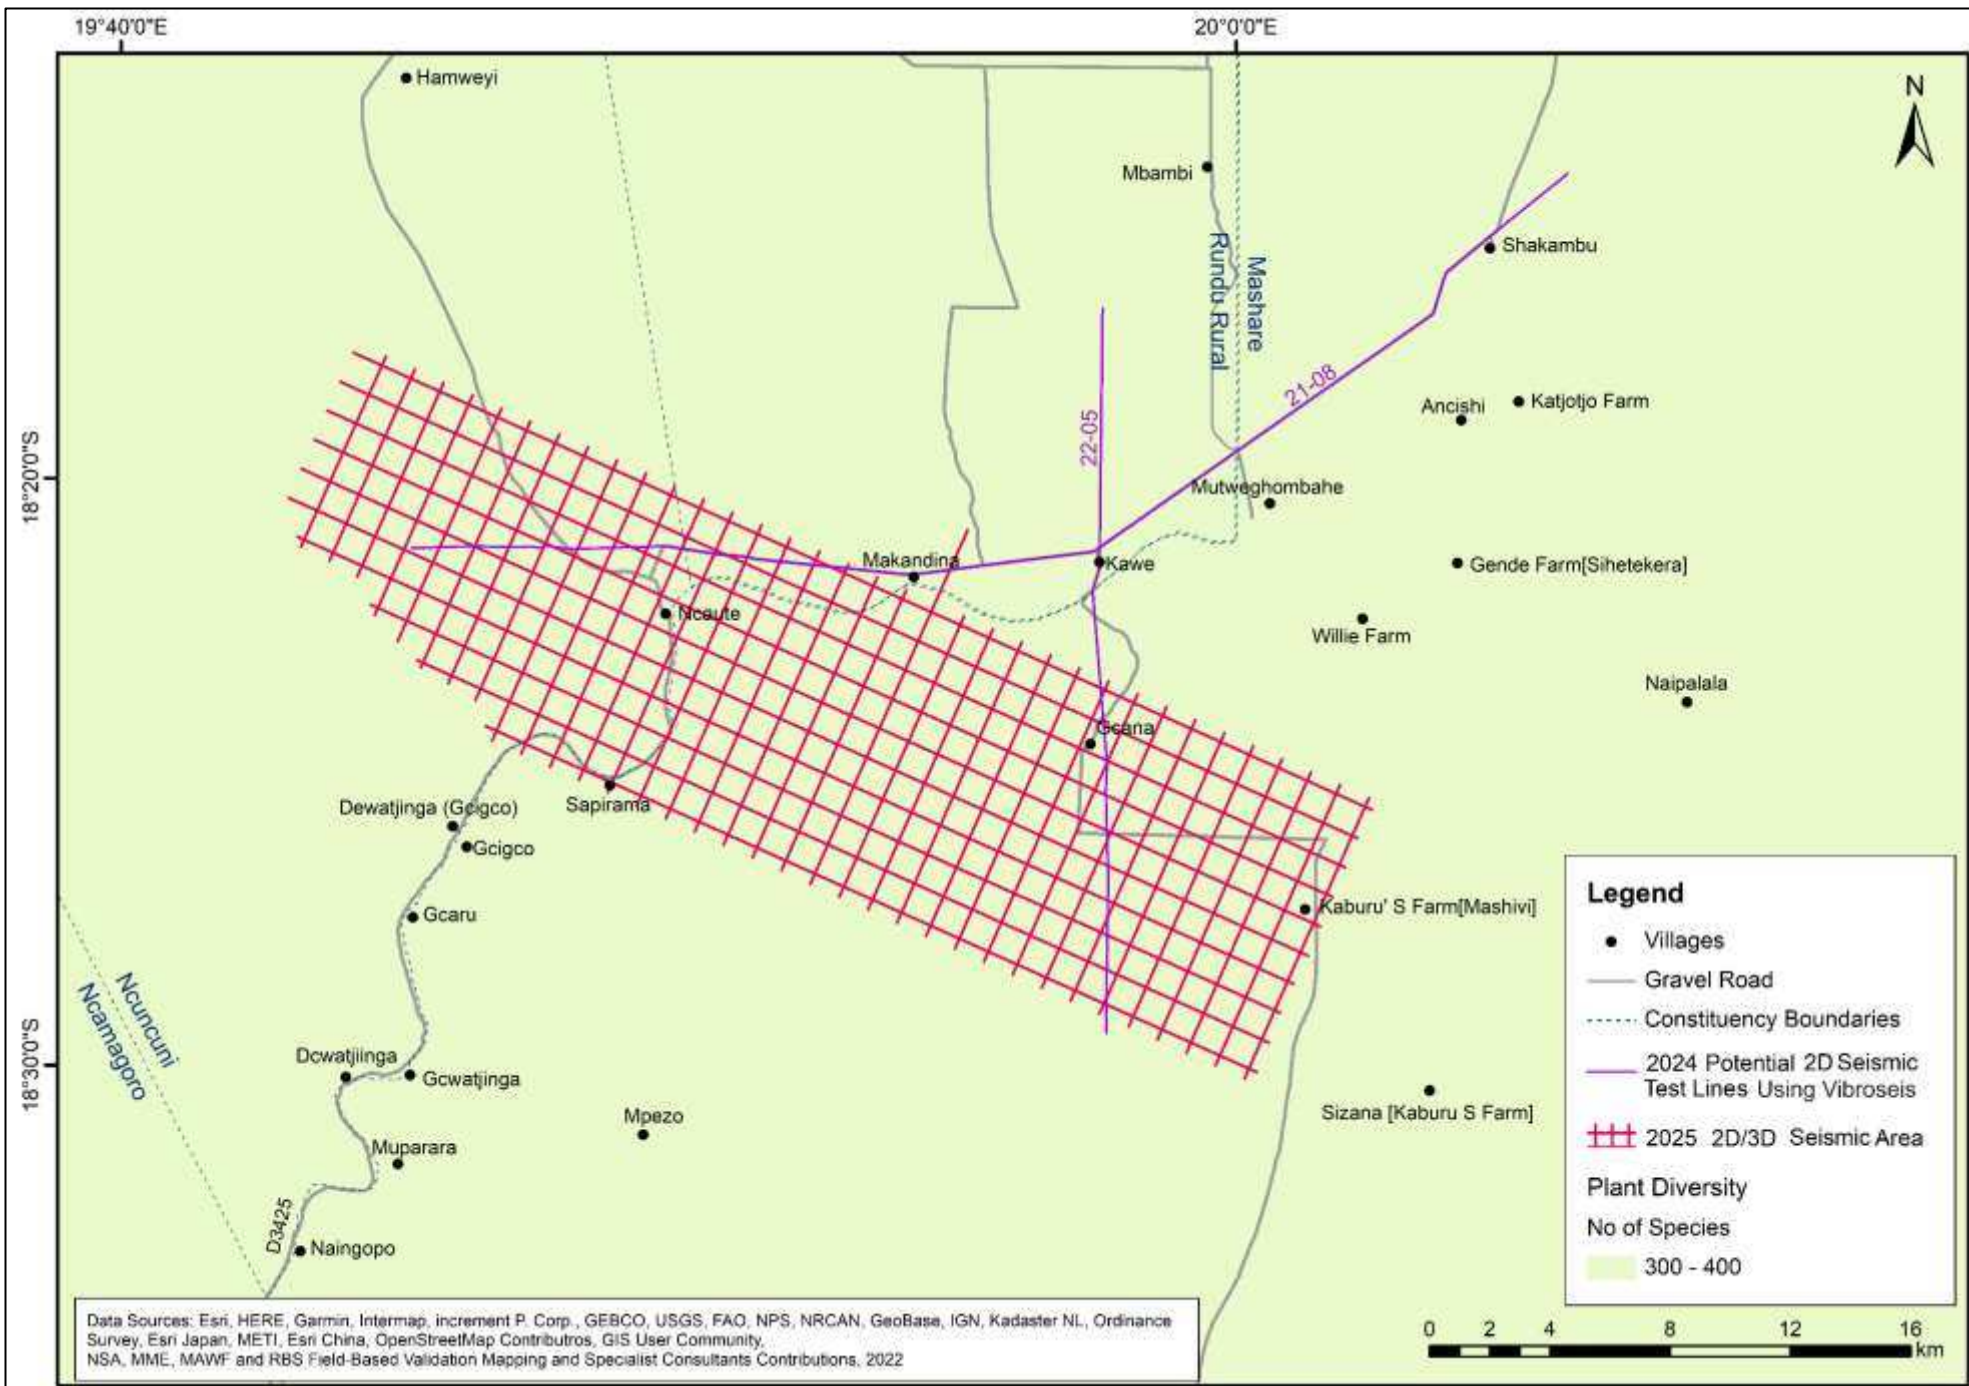 19°40'0"E
20°0'0"E
Hamweyi
N
Mbambi
Shakambu
Rundu Rural
Mashare
21-08
22-05
Ancishi
Katjotjo Farm
18°20'0"S
Mutweghombahe
Makandina
Kawe
Gende Farm[Sihetekera]
Ncaute
Willie Farm
Naipalala
Gcana
Dewatjinga (Gcigco)
Sapirama
Gcigco
Kaburu' S Farm[Mashivi]
Gcaru
Ncuncuni
Ncamagoro
18°30'0"S
Dcwatjiinga
Gcwatjinga
Mpezo
Sizana [Kaburu S Farm]
Muparara
D3425
Naingopo
Legend
Villages
Gravel Road
Constituency Boundaries
2024 Potential 2D Seismic
Test Lines Using Vibroseis
2025 2D/3D Seismic Area
Plant Diversity
No of Species
300 - 400
Data Sources: Esri, HERE, Garmin, Intermap, increment P. Corp., GEBCO, USGS, FAO, NPS, NRCAN, GeoBase, IGN, Kadaster NL, Ordinance
Survey, Esri Japan, METI, Esri China, OpenStreetMap Contributros, GIS User Community,
NSA, MME, MAWF and RBS Field-Based Validation Mapping and Specialist Consultants Contributions, 2022
0 2 4 8 12 16
km